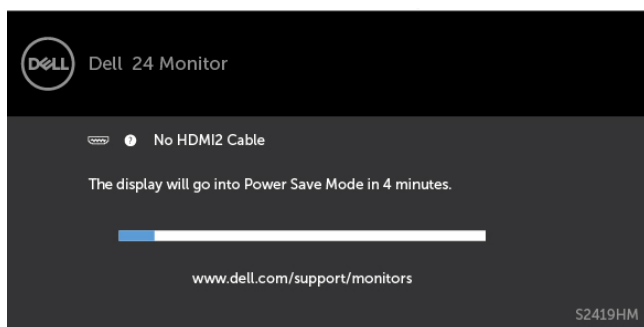 DELL Dell 24 Monitor
? No HDMI2 Cable
The display will go into Power Save Mode in 4 minutes.
www.dell.com/support/monitors
S2419HM